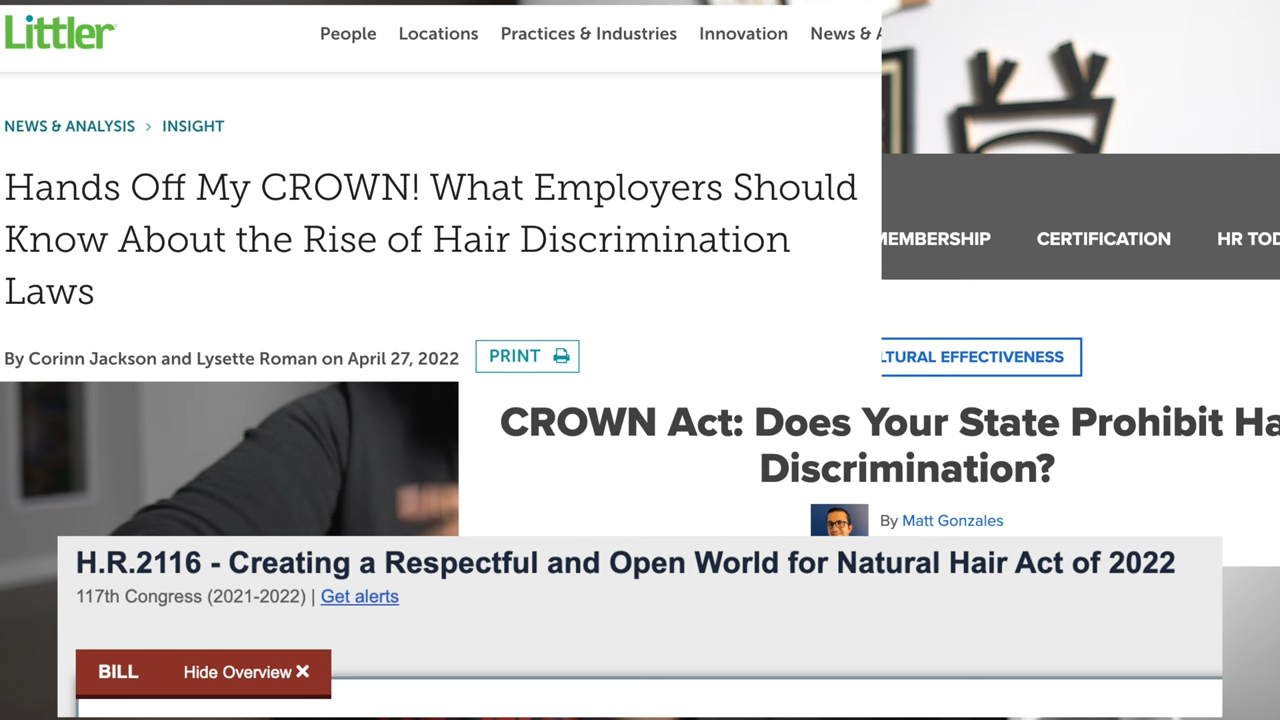 Littler
People Locations Practices & Industries Innovation News &
NEWS & ANALYSIS > INSIGHT
Hands Off My CROWN! What Employers Should
Know About the Rise of Hair Discrimination
Laws
By Corinn Jackson and Lysette Roman on April 27, 2022
PRINT
MEMBERSHIP CERTIFICATION HR TOD
LTURAL EFFECTIVENESS
CROWN Act: Does Your State Prohibit Ha
Discrimination?
By Matt Gonzales
H.R.2116 - Creating a Respectful and Open World for Natural Hair Act of 2022
117th Congress (2021-2022) | Get alerts
BILL Hide Overview ×